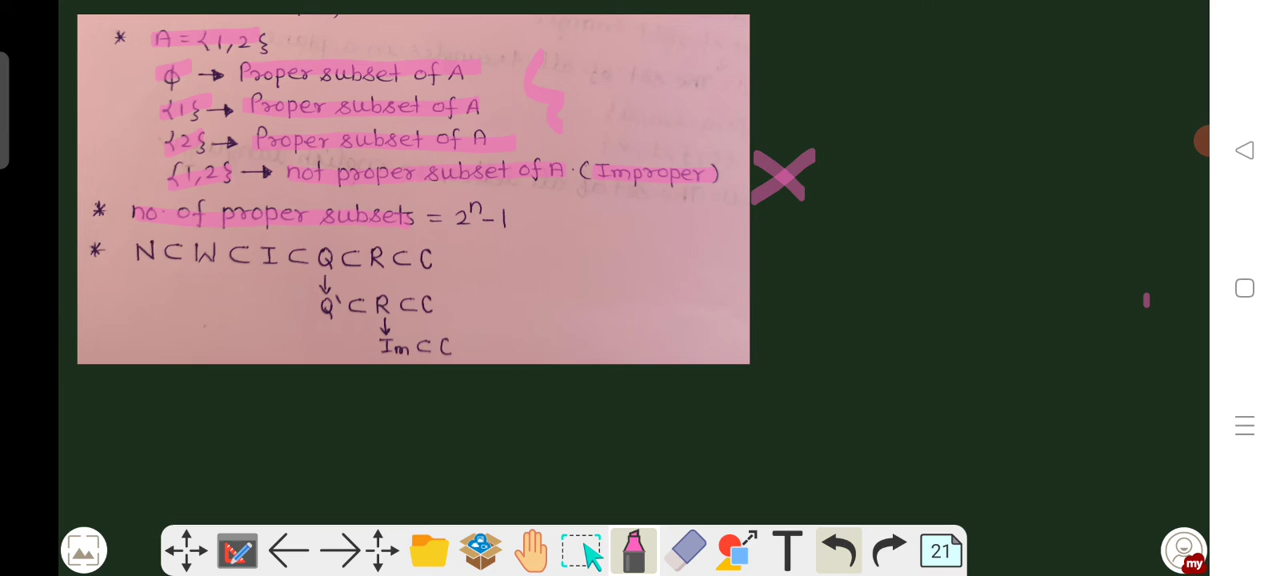 * A = {1,2}
ϕ → Proper subset of A
{1} → Proper subset of A
{2} → Proper subset of A
{1,2} → not proper subset of A. (Improper)
* no. of proper subsets = 2ⁿ-1
* N ⊂ W ⊂ I ⊂ Q ⊂ R ⊂ C
↓
Q' ⊂ R ⊂ C
↓
Im ⊂ C
T
21
my